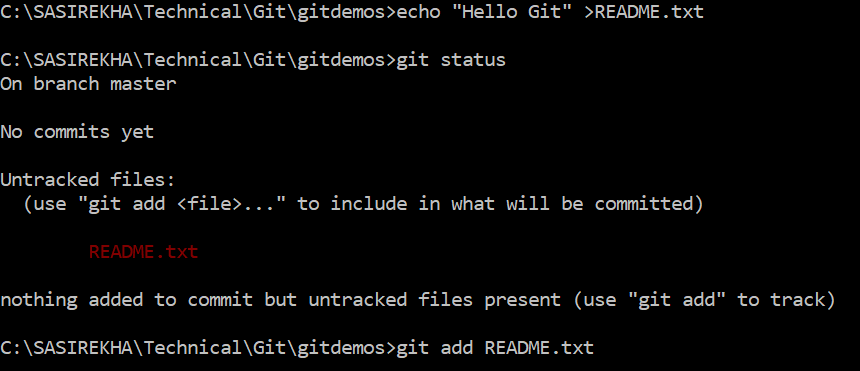 C:\SASIREKHA\Technical\Git\gitdemos>echo "Hello Git" >README.txt
C:\SASIREKHA\Technical\Git\gitdemos>git status
On branch master
No commits yet
Untracked files:
  (use "git add <file>..." to include in what will be committed)
        README.txt
nothing added to commit but untracked files present (use "git add" to track)
C:\SASIREKHA\Technical\Git\gitdemos>git add README.txt